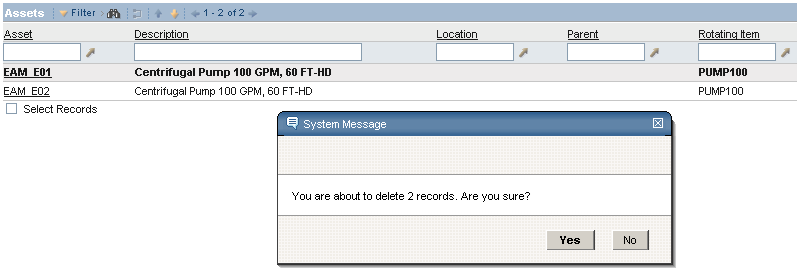 Assets Filter 1 - 2 of 2
Asset Description Location Parent Rotating Item
EAM_E01 Centrifugal Pump 100 GPM, 60 FT-HD PUMP100
EAM_E02 Centrifugal Pump 100 GPM, 60 FT-HD PUMP100
Select Records
System Message
You are about to delete 2 records. Are you sure?
Yes No